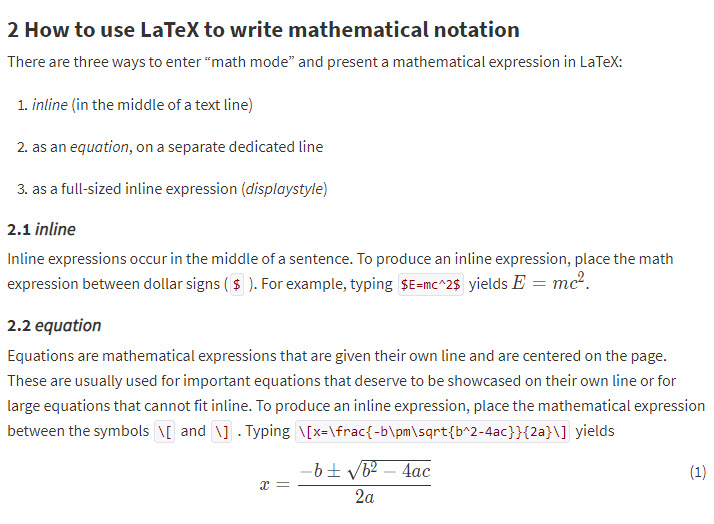 2 How to use LaTeX to write mathematical notation
There are three ways to enter “math mode” and present a mathematical expression in LaTeX:
1. inline (in the middle of a text line)
2. as an equation, on a separate dedicated line
3. as a full-sized inline expression (displaystyle)
2.1 inline
Inline expressions occur in the middle of a sentence. To produce an inline expression, place the math
expression between dollar signs ( $ ). For example, typing $E=mc^2$ yields E = mc².
2.2 equation
Equations are mathematical expressions that are given their own line and are centered on the page.
These are usually used for important equations that deserve to be showcased on their own line or for
large equations that cannot fit inline. To produce an inline expression, place the mathematical expression
between the symbols \[ and \] . Typing \[x=\frac{-b\pm\sqrt{b^2-4ac}}{2a}\] yields
x = (−b ± √(b² − 4ac)) / 2a (1)